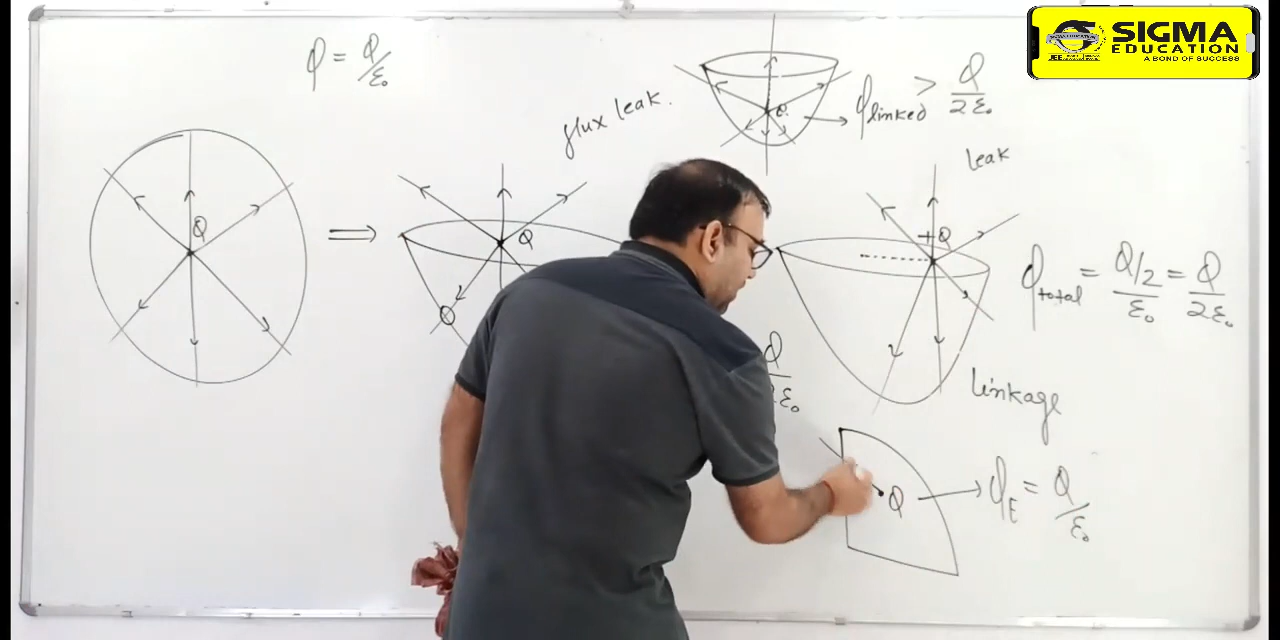 SIGMA
EDUCATION
A BOND OF SUCCESS
φ = Q/ε₀
flux leak.
Q
φlinked > Q/2ε₀
leak
Q
Q
+Q
φtotal = Q/2/ε₀ = Q/2ε₀
linkage
Q
φE = Q/ε₀